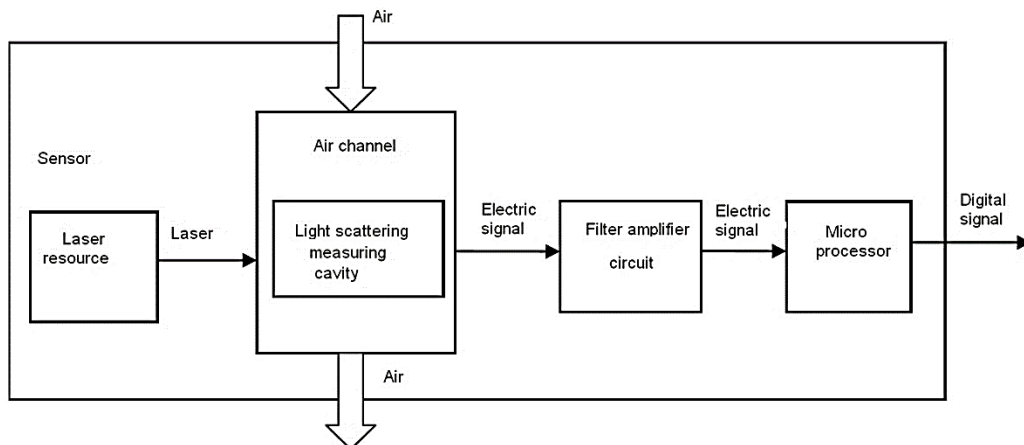 Air
Sensor
Air channel
Laser
resource
Laser
Light scattering
measuring
cavity
Electric
signal
Filter amplifier
circuit
Electric
signal
Micro
processor
Digital
signal
Air